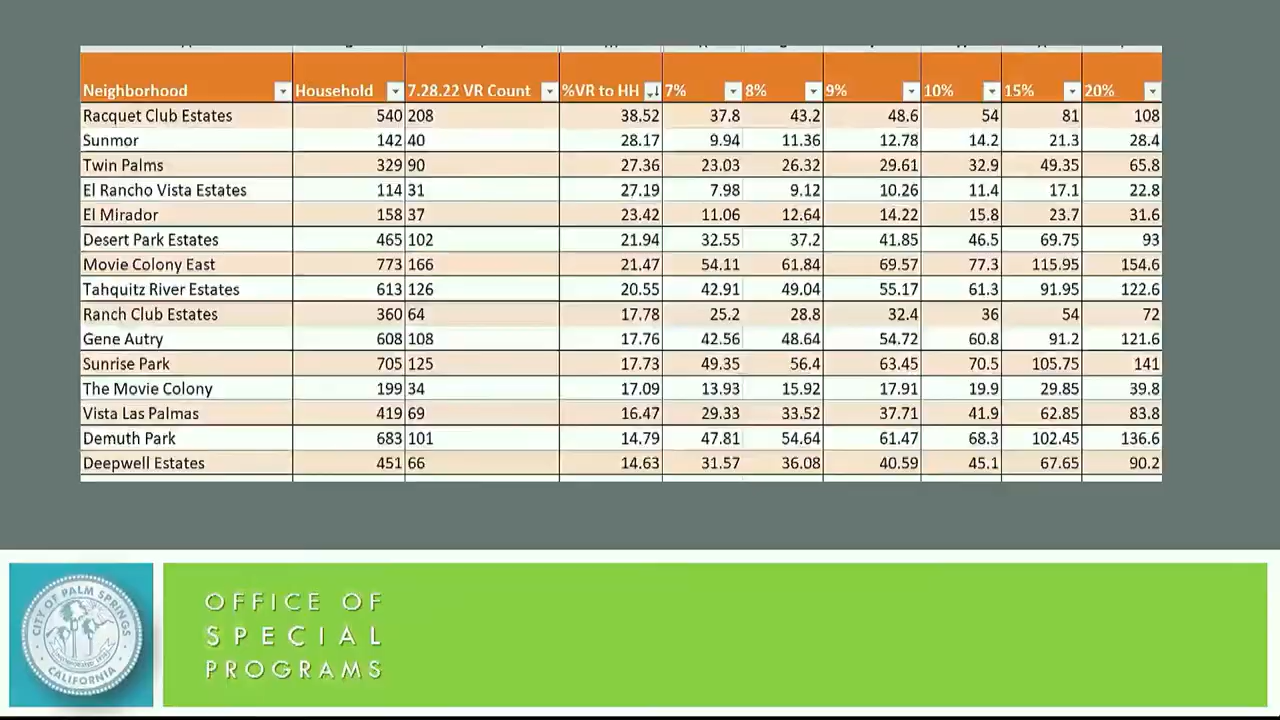 Neighborhood Household 7.28.22 VR Count %VR to HH 7% 8% 9% 10% 15% 20%
Racquet Club Estates 540 208 38.52 37.8 43.2 48.6 54 81 108
Sunmor 142 40 28.17 9.94 11.36 12.78 14.2 21.3 28.4
Twin Palms 329 90 27.36 23.03 26.32 29.61 32.9 49.35 65.8
El Rancho Vista Estates 114 31 27.19 7.98 9.12 10.26 11.4 17.1 22.8
El Mirador 158 37 23.42 11.06 12.64 14.22 15.8 23.7 31.6
Desert Park Estates 465 102 21.94 32.55 37.2 41.85 46.5 69.75 93
Movie Colony East 773 166 21.47 54.11 61.84 69.57 77.3 115.95 154.6
Tahquitz River Estates 613 126 20.55 42.91 49.04 55.17 61.3 91.95 122.6
Ranch Club Estates 360 64 17.78 25.2 28.8 32.4 36 54 72
Gene Autry 608 108 17.76 42.56 48.64 54.72 60.8 91.2 121.6
Sunrise Park 705 125 17.73 49.35 56.4 63.45 70.5 105.75 141
The Movie Colony 199 34 17.09 13.93 15.92 17.91 19.9 29.85 39.8
Vista Las Palmas 419 69 16.47 29.33 33.52 37.71 41.9 62.85 83.8
Demuth Park 683 101 14.79 47.81 54.64 61.47 68.3 102.45 136.6
Deepwell Estates 451 66 14.63 31.57 36.08 40.59 45.1 67.65 90.2
CITY OF PALM SPRINGS
CALIFORNIA
OFFICE OF
SPECIAL
PROGRAMS